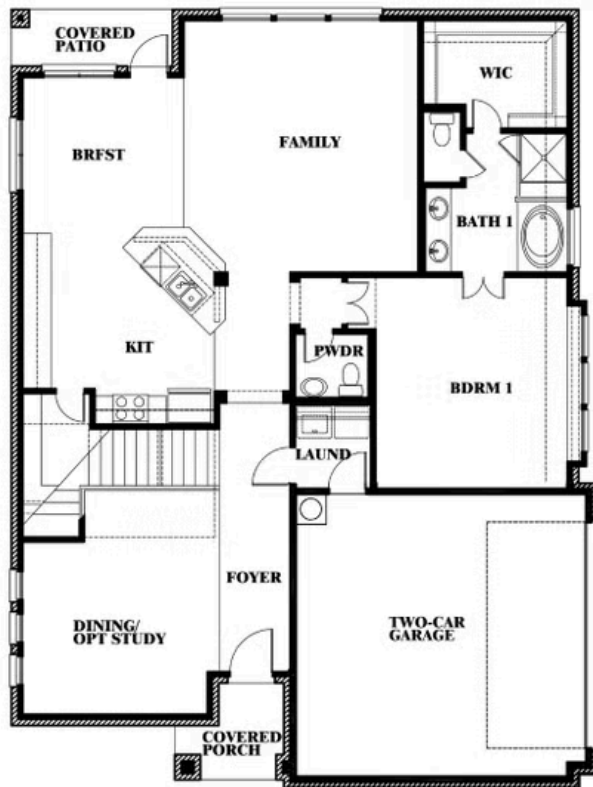 COVERED
PATIO
WIC
BRFST
FAMILY
BATH 1
KIT
PWDR
BDRM 1
LAUND
FOYER
DINING/
OPT STUDY
TWO-CAR
GARAGE
COVERED
PORCH